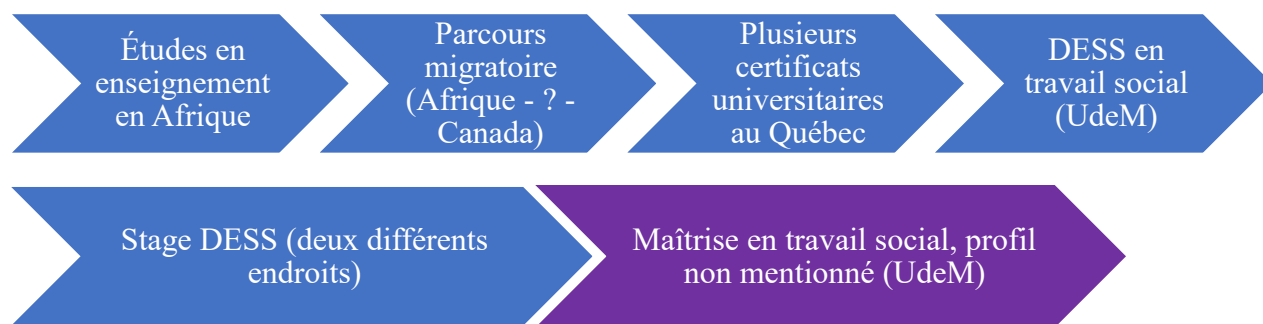 Études en
enseignement
en Afrique
Parcours
migratoire
(Afrique - ? -
Canada)
Plusieurs
certificats
universitaires
au Québec
DESS en
travail social
(UdeM)
Stage DESS (deux différents
endroits)
Maîtrise en travail social, profil
non mentionné (UdeM)